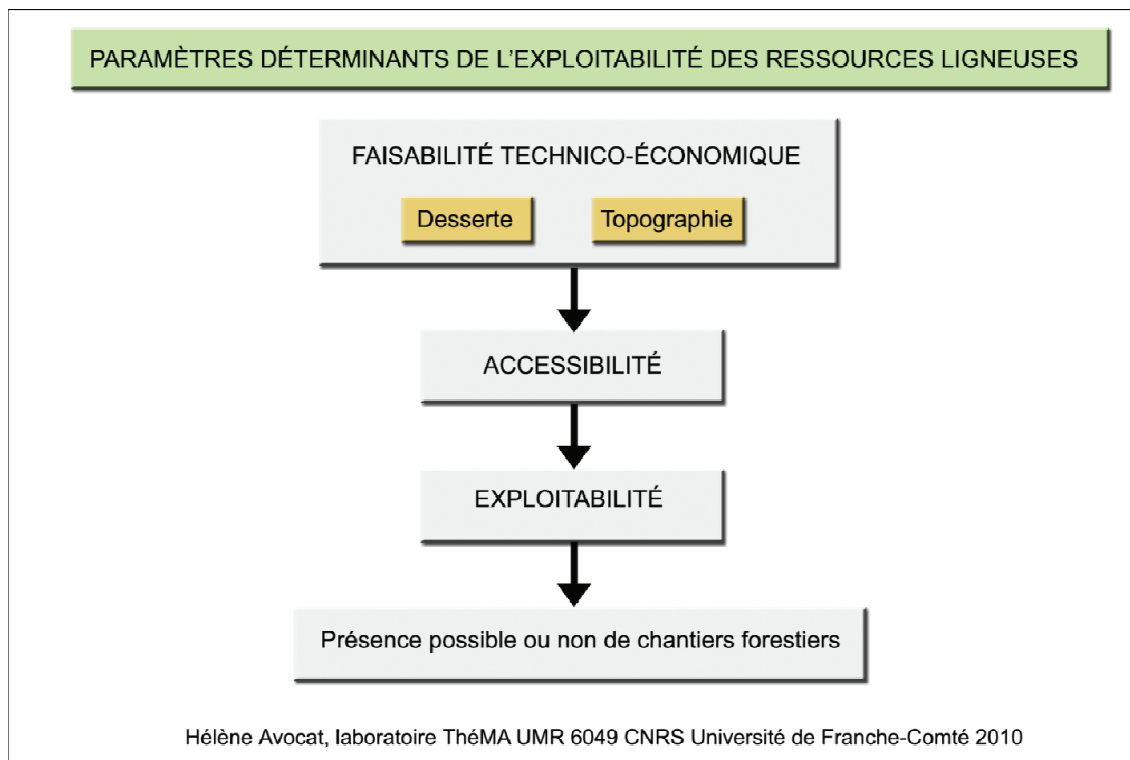 PARAMÈTRES DÉTERMINANTS DE L'EXPLOITABILITÉ DES RESSOURCES LIGNEUSES
FAISABILITÉ TECHNICO-ÉCONOMIQUE
Desserte Topographie
ACCESSIBILITÉ
EXPLOITABILITÉ
Présence possible ou non de chantiers forestiers
Hélène Avocat, laboratoire ThéMA UMR 6049 CNRS Université de Franche-Comté 2010